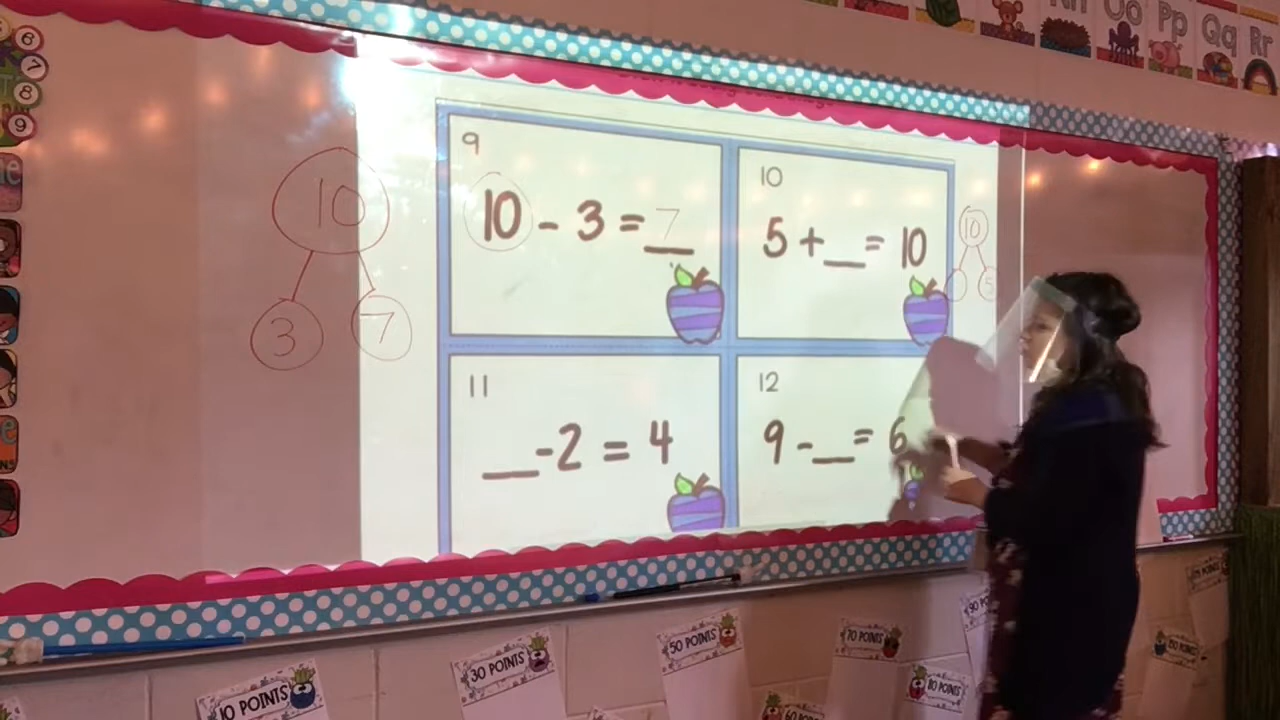 Oo Pp Qq Rr
6
7
8
9
9
10 - 3 = 7
10
3 7
10
5 + __ = 10
10
5
11
__ - 2 = 4
12
9 - __ = 6
10 POINTS
30 POINTS
50 POINTS
60 POINTS
70 POINTS
80 POINTS
90 PO